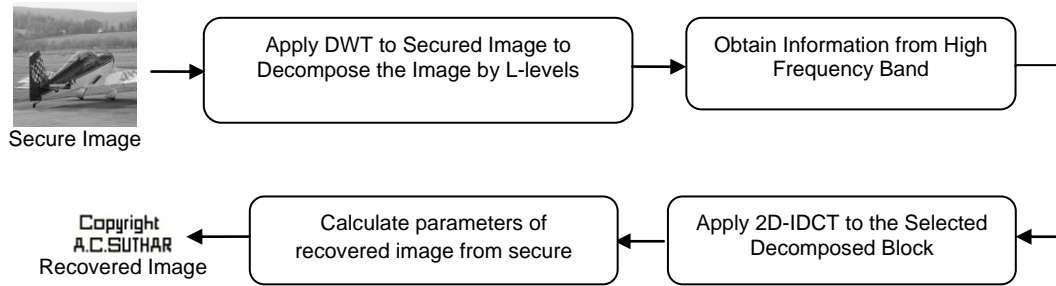 Apply DWT to Secured Image to
Decompose the Image by L-levels
Obtain Information from High
Frequency Band
Secure Image
Apply 2D-IDCT to the Selected
Decomposed Block
Calculate parameters of
recovered image from secure
Copyright
A.C.SUTHAR
Recovered Image